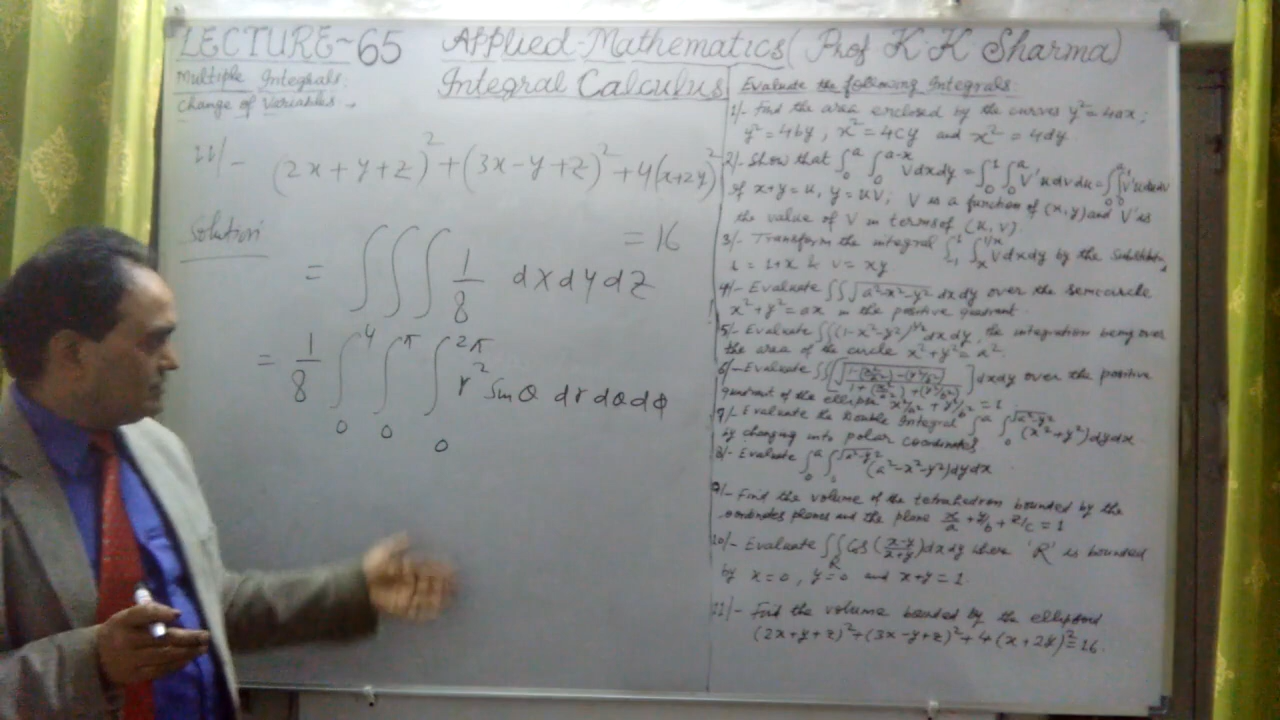 LECTURE-65 Applied-Mathematics (Prof K.K Sharma)
Multiple Integrals.
Change of Variables.
Integral Calculus
11/- (2x+y+z)²+(3x-y+z)²+4(x+2y)²
= 16
Solution
= ∫∫∫ 1/8 dx dy dz
= 1/8 ∫₀⁴ ∫₀^π ∫₀^2π r² Sinθ dr dθ dφ
Evaluate the following Integrals:
1/- Find the area enclosed by the curves y²=4ax;
y²=4by, x²=4cy and x²=4dy
2/- Show that ∫₀^a ∫₀^(a-x) V dx dy = ∫₀^1 ∫₀^a V'u dv du = ∫₀^a ∫₀^1 V'u du dv
if x+y=u, y=uV; V is a function of (x,y) and V' is
the value of V in terms of (u,v).
3/- Transform the integral ∫ ∫ V dx dy by the
& v=xy
4/- Evaluate ∫∫ √(a²-x²-y²) dx dy over the semicircle
x²+y²=ax in the positive quadrant.
5/- Evaluate ∫∫(1-x²-y²) dx dy, the integration being over
the area of the circle x²+y²=a².
6/- Evaluate ∫∫ dx dy over the positive
quadrant of the ellipse x²/a²+y²/b²=1
7/- Evaluate the Double Integral ∫₀^a ∫₀^√(a²-y²) (x²+y²) dy dx
by changing into polar coordinates
8/- Evaluate ∫₀^a ∫₀^√(a²-y²) (a²-x²-y²) dy dx
9/- Find the volume of the tetrahedron bounded by the
planes and the plane x/a+y/b+z/c=1
10/- Evaluate ∫∫_R Cos (x-y/x+y) dx dy where 'R' is bounded
by x=0, y=0 and x+y=1.
11/- Find the volume bounded by the ellipsoid
(2x+y+z)²+(3x-y+z)²+4(x+2y)²=16.